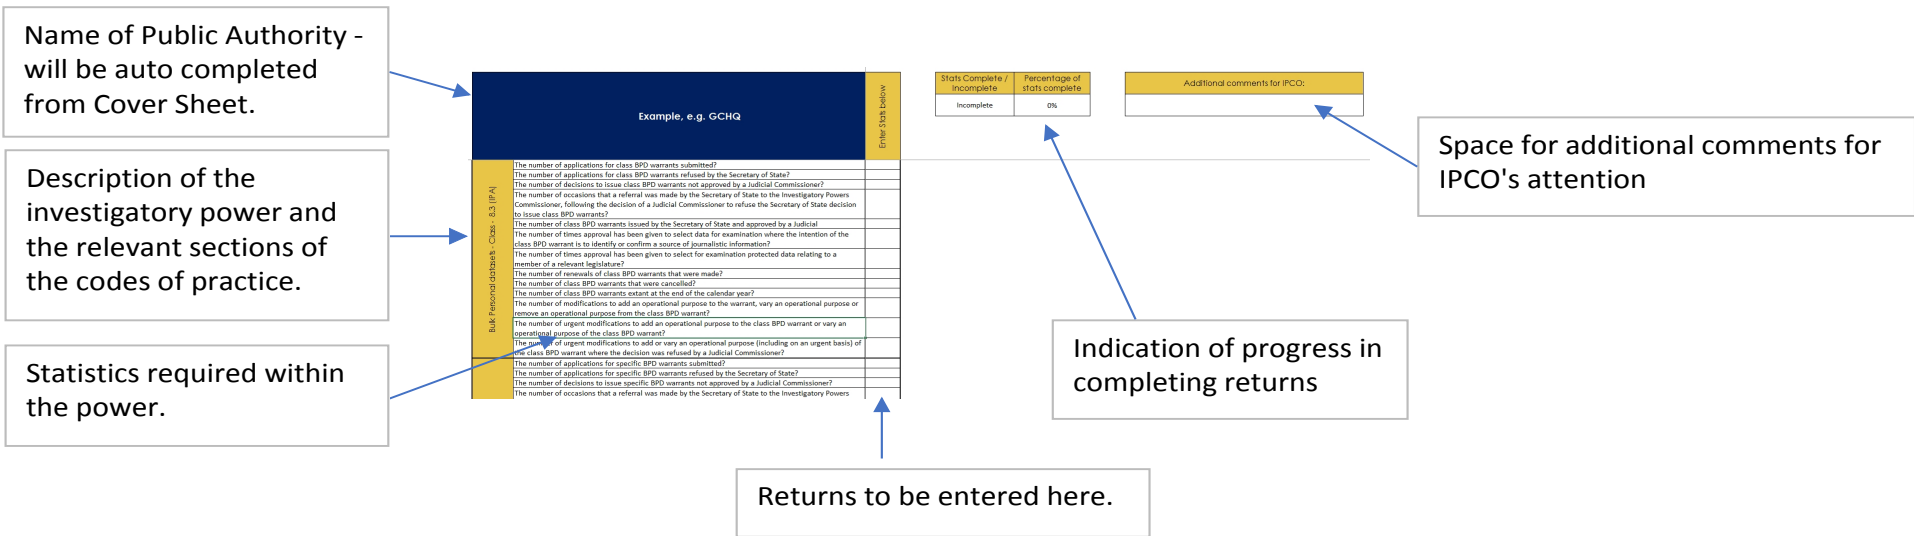 Name of Public Authority -
will be auto completed
from Cover Sheet.
Description of the
investigatory power and
the relevant sections of
the codes of practice.
Statistics required within
the power.
Example, e.g. GCHQ
Enter Stats below
Bulk Personal datasets - Class - 8.3 (IPA)
The number of applications for class BPD warrants submitted?
The number of applications for class BPD warrants refused by the Secretary of State?
The number of decisions to issue class BPD warrants not approved by a Judicial Commissioner?
The number of occasions that a referral was made by the Secretary of State to the Investigatory Powers
Commissioner, following the decision of a Judicial Commissioner to refuse the Secretary of State decision
to issue class BPD warrants?
The number of class BPD warrants issued by the Secretary of State and approved by a Judicial
The number of times approval has been given to select data for examination where the intention of the
class BPD warrant is to identify or confirm a source of journalistic information?
The number of times approval has been given to select for examination protected data relating to a
member of a relevant legislature?
The number of renewals of class BPD warrants that were made?
The number of class BPD warrants that were cancelled?
The number of class BPD warrants extant at the end of the calendar year?
The number of modifications to add an operational purpose to the warrant, vary an operational purpose or
remove an operational purpose from the class BPD warrant?
The number of urgent modifications to add an operational purpose to the class BPD warrant or vary an
operational purpose of the class BPD warrant?
The number of urgent modifications to add or vary an operational purpose (including on an urgent basis) of
the class BPD warrant where the decision was refused by a Judicial Commissioner?
The number of applications for specific BPD warrants submitted?
The number of applications for specific BPD warrants refused by the Secretary of State?
The number of decisions to issue specific BPD warrants not approved by a Judicial Commissioner?
The number of occasions that a referral was made by the Secretary of State to the Investigatory Powers
Stats Complete /
Incomplete
Percentage of
stats complete
Incomplete
0%
Additional comments for IPCO:
Space for additional comments for
IPCO's attention
Indication of progress in
completing returns
Returns to be entered here.